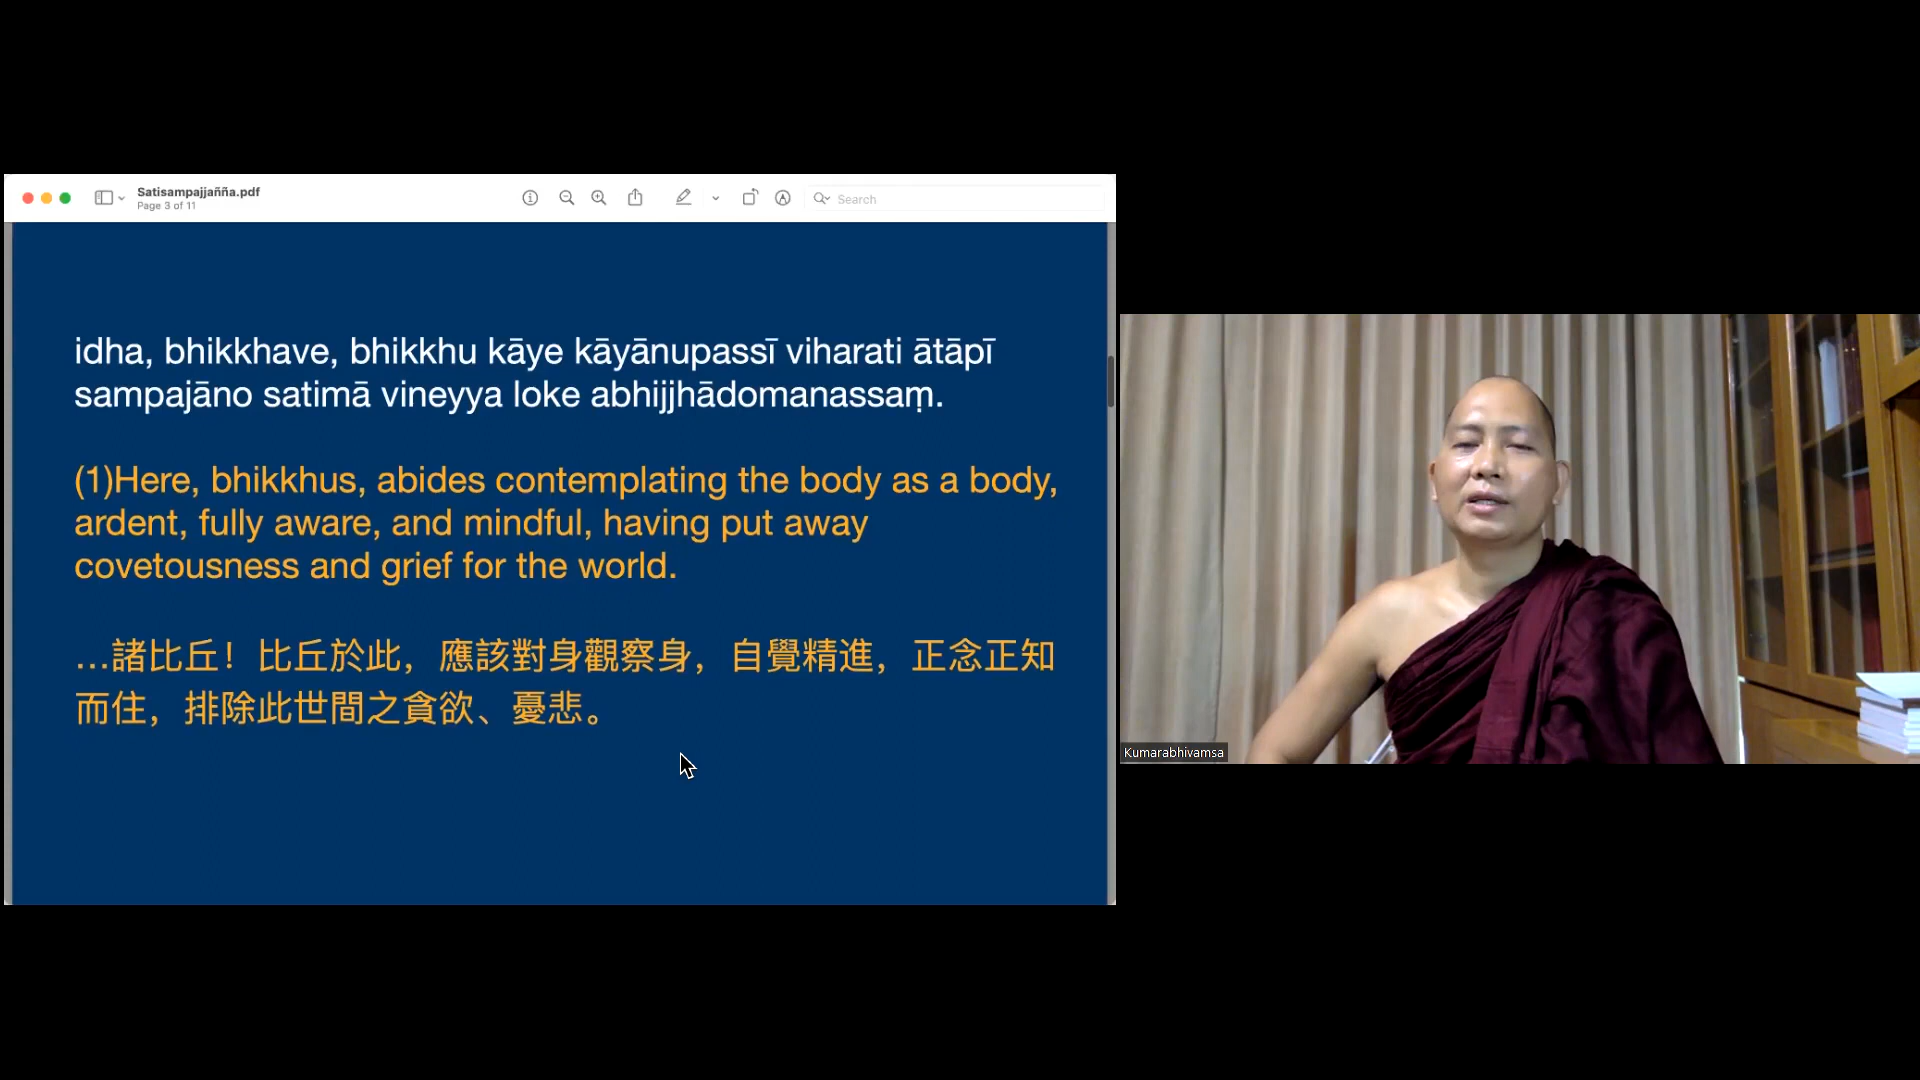 Satisampajjañña.pdf
Page 3 of 11
Search
idha, bhikkhave, bhikkhu kāye kāyānupassī viharati ātāpī
sampajāno satimā vineyya loke abhijjhādomanassaṃ.
(1)Here, bhikkhus, abides contemplating the body as a body,
ardent, fully aware, and mindful, having put away
covetousness and grief for the world.
…諸比丘！比丘於此，應該對身觀察身，自覺精進，正念正知
而住，排除此世間之貪欲、憂悲。
Kumarabhivamsa